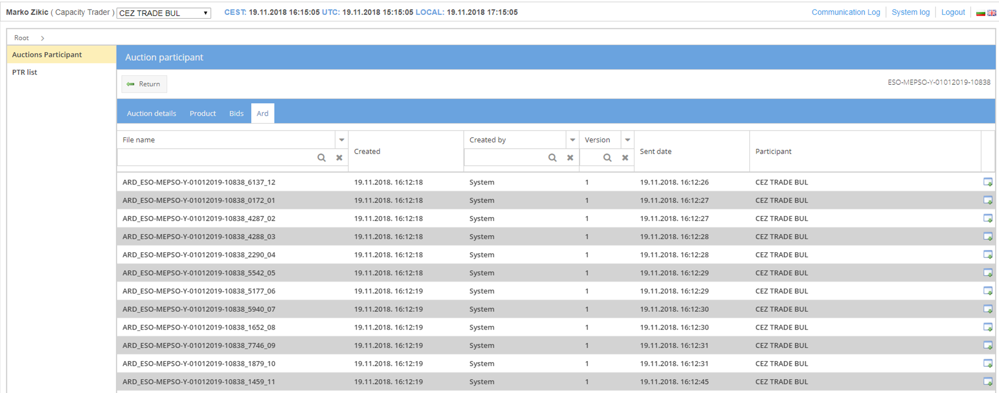 Marko Zikic ( Capacity Trader ) CEZ TRADE BUL CEST: 19.11.2018 16:15:05 UTC: 19.11.2018 15:15:05 LOCAL: 19.11.2018 17:15:05 Communication Log System log Logout
Root >
Auctions Participant
PTR list
Auction participant
Return ESO-MEPSO-Y-01012019-10838
Auction details Product Bids Ard
File name Created Created by Version Sent date Participant
ARD_ESO-MEPSO-Y-01012019-10838_6137_12 19.11.2018. 16:12:18 System 1 19.11.2018. 16:12:26 CEZ TRADE BUL
ARD_ESO-MEPSO-Y-01012019-10838_0172_01 19.11.2018. 16:12:18 System 1 19.11.2018. 16:12:27 CEZ TRADE BUL
ARD_ESO-MEPSO-Y-01012019-10838_4287_02 19.11.2018. 16:12:18 System 1 19.11.2018. 16:12:27 CEZ TRADE BUL
ARD_ESO-MEPSO-Y-01012019-10838_4288_03 19.11.2018. 16:12:18 System 1 19.11.2018. 16:12:28 CEZ TRADE BUL
ARD_ESO-MEPSO-Y-01012019-10838_2290_04 19.11.2018. 16:12:18 System 1 19.11.2018. 16:12:28 CEZ TRADE BUL
ARD_ESO-MEPSO-Y-01012019-10838_5542_05 19.11.2018. 16:12:18 System 1 19.11.2018. 16:12:29 CEZ TRADE BUL
ARD_ESO-MEPSO-Y-01012019-10838_5177_06 19.11.2018. 16:12:19 System 1 19.11.2018. 16:12:29 CEZ TRADE BUL
ARD_ESO-MEPSO-Y-01012019-10838_5940_07 19.11.2018. 16:12:19 System 1 19.11.2018. 16:12:30 CEZ TRADE BUL
ARD_ESO-MEPSO-Y-01012019-10838_1652_08 19.11.2018. 16:12:19 System 1 19.11.2018. 16:12:30 CEZ TRADE BUL
ARD_ESO-MEPSO-Y-01012019-10838_7746_09 19.11.2018. 16:12:19 System 1 19.11.2018. 16:12:31 CEZ TRADE BUL
ARD_ESO-MEPSO-Y-01012019-10838_1879_10 19.11.2018. 16:12:19 System 1 19.11.2018. 16:12:31 CEZ TRADE BUL
ARD_ESO-MEPSO-Y-01012019-10838_1459_11 19.11.2018. 16:12:19 System 1 19.11.2018. 16:12:45 CEZ TRADE BUL